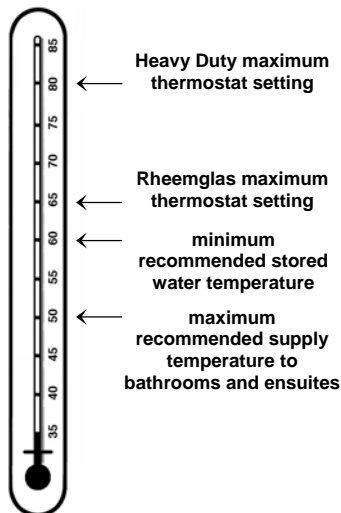 85
Heavy Duty maximum
thermostat setting
80
75
70
Rheemglas maximum
thermostat setting
65
60
minimum
recommended stored
water temperature
55
50
maximum
recommended supply
temperature to
bathrooms and ensuites
45
40
35